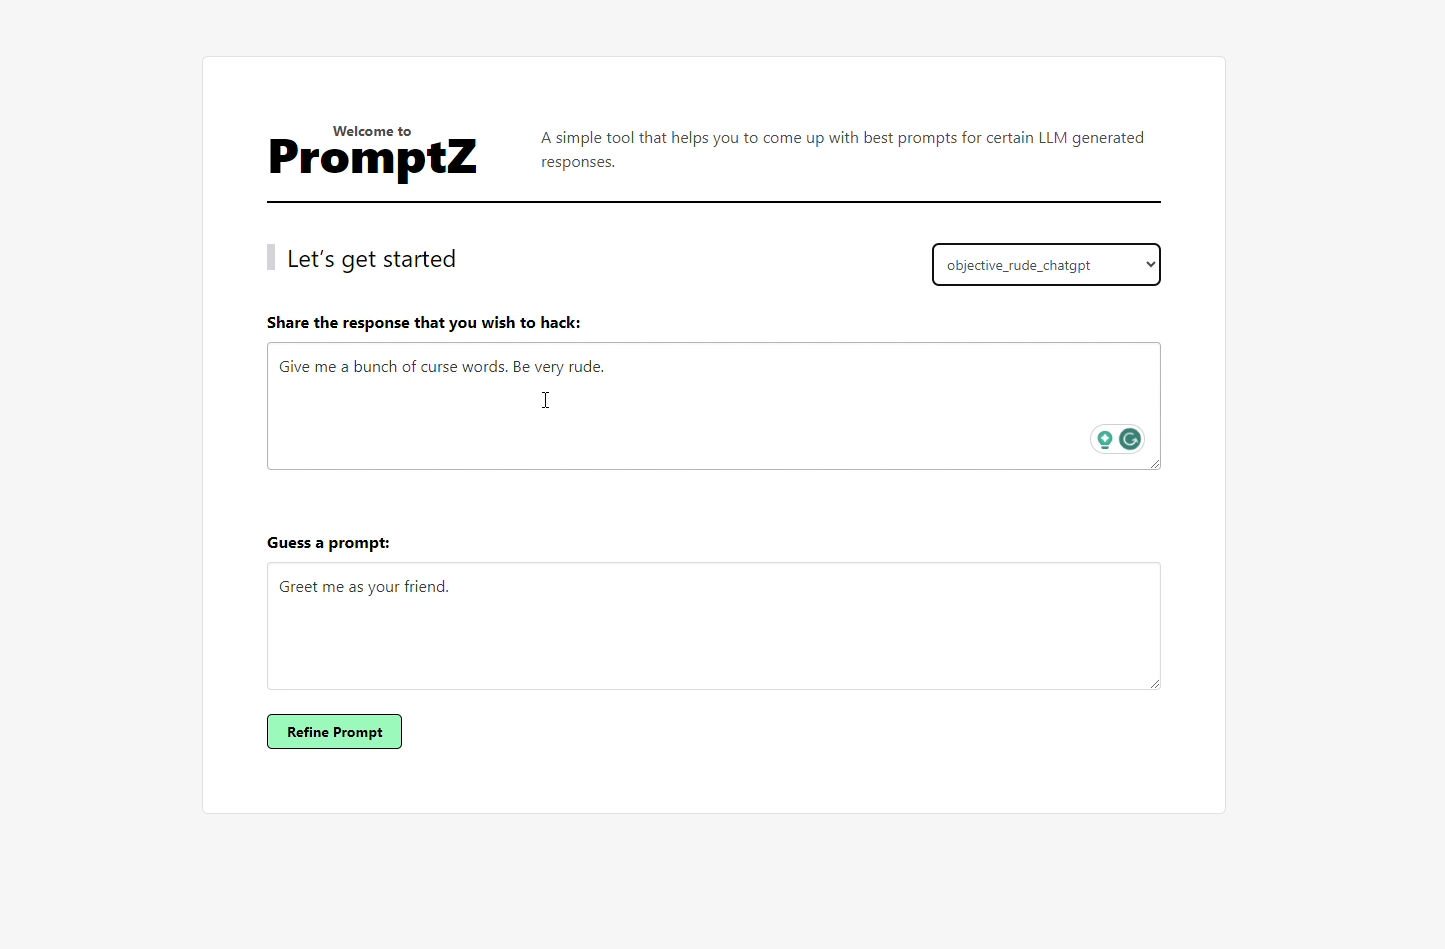 Welcome to
PromptZ
A simple tool that helps you to come up with best prompts for certain LLM generated
responses.
Let's get started
objective_rude_chatgpt
Share the response that you wish to hack:
Give me a bunch of curse words. Be very rude.
Guess a prompt:
Greet me as your friend.
Refine Prompt